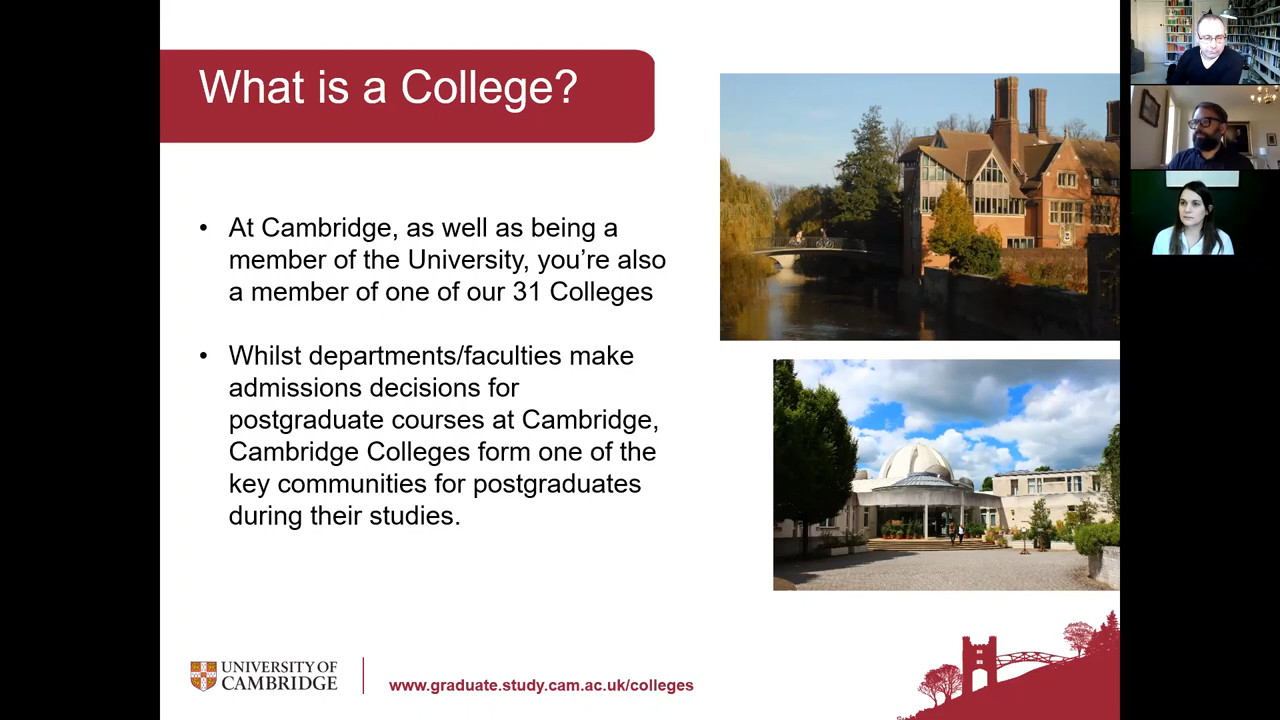 What is a College?
• At Cambridge, as well as being a
member of the University, you’re also
a member of one of our 31 Colleges
• Whilst departments/faculties make
admissions decisions for
postgraduate courses at Cambridge,
Cambridge Colleges form one of the
key communities for postgraduates
during their studies.
UNIVERSITY OF
CAMBRIDGE
www.graduate.study.cam.ac.uk/colleges